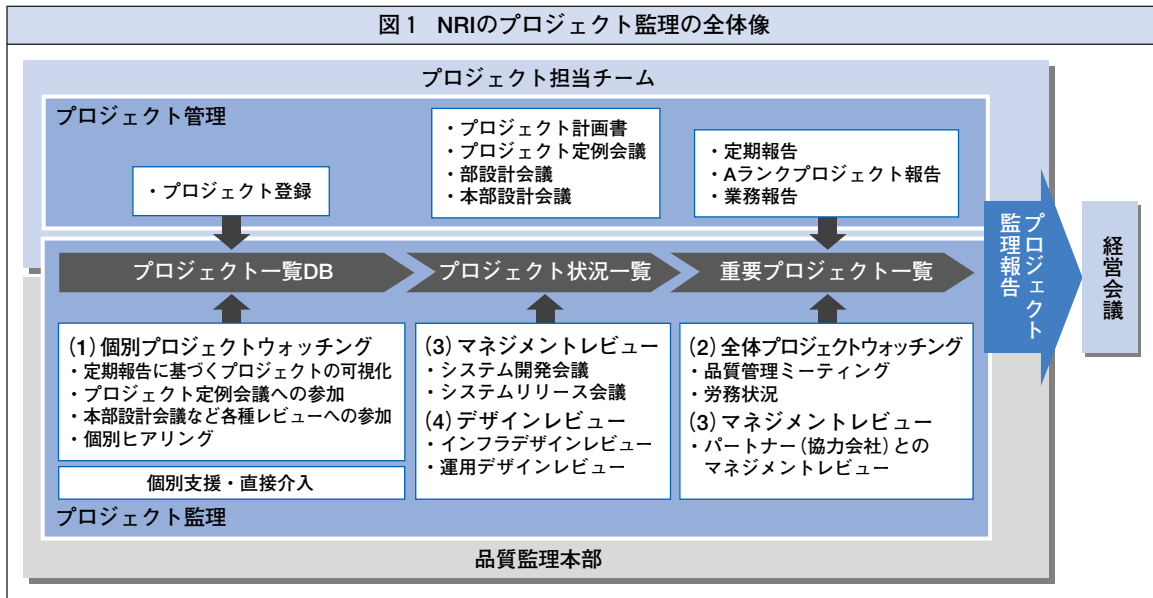 図1 NRIのプロジェクト監理の全体像
プロジェクト担当チーム
プロジェクト管理
・プロジェクト登録
・プロジェクト計画書
・プロジェクト定例会議
・部設計会議
・本部設計会議
・定期報告
・Aランクプロジェクト報告
・業務報告
プロジェクト一覧DB
プロジェクト状況一覧
重要プロジェクト一覧
プロジェクト
監理報告
経営会議
(1)個別プロジェクトウォッチング
・定期報告に基づくプロジェクトの可視化
・プロジェクト定例会議への参加
・本部設計会議など各種レビューへの参加
・個別ヒアリング
個別支援・直接介入
(3)マネジメントレビュー
・システム開発会議
・システムリリース会議
(4)デザインレビュー
・インフラデザインレビュー
・運用デザインレビュー
(2)全体プロジェクトウォッチング
・品質管理ミーティング
・労務状況
(3)マネジメントレビュー
・パートナー(協力会社)との
マネジメントレビュー
プロジェクト監理
品質監理本部